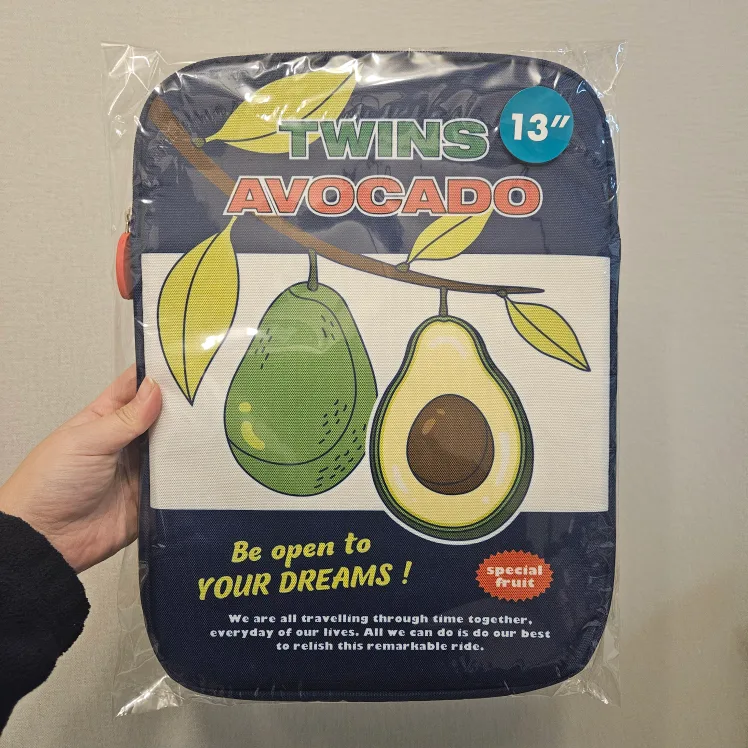 13"
TWINS
AVOCADO
Be open to
YOUR DREAMS !
special
fruit
We are all travelling through time together,
everyday of our lives. All we can do is do our best
to relish this remarkable ride.